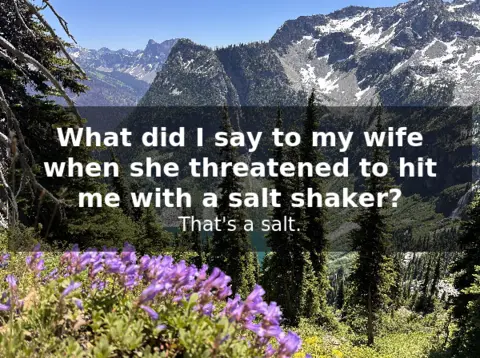 What did I say to my wife
when she threatened to hit
me with a salt shaker?
That's a salt.